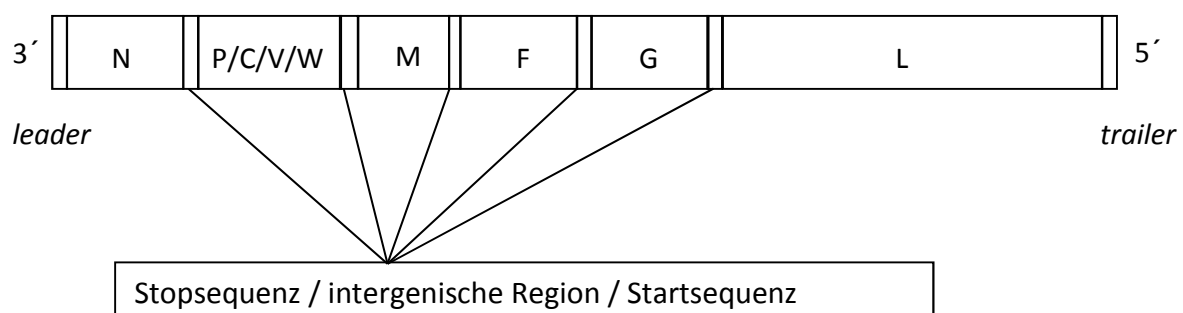 3´ N P/C/V/W M F G L 5´
leader trailer
Stopsequenz / intergenische Region / Startsequenz